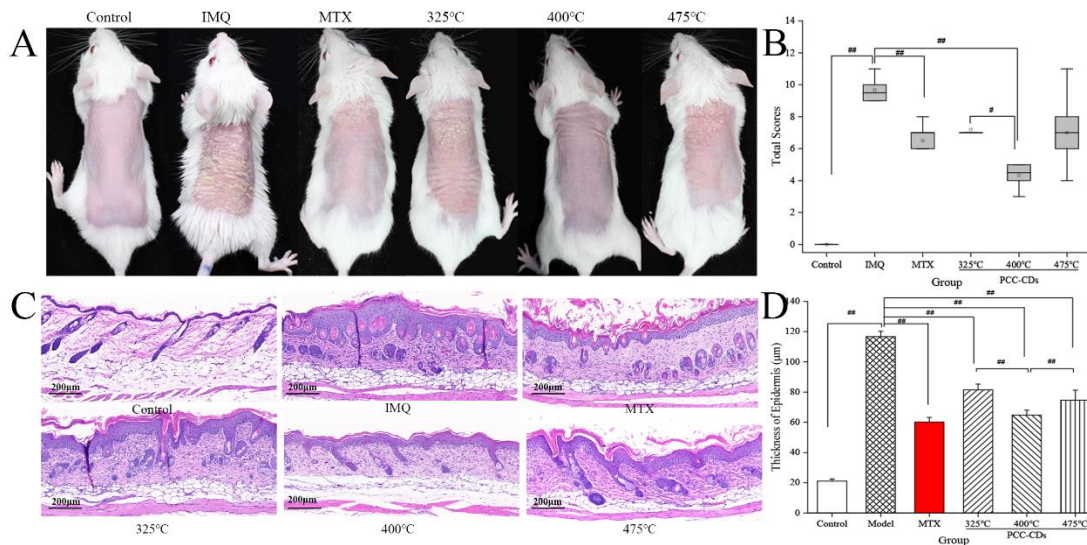 Control IMQ MTX 325°C 400°C 475°C
A
B
14
12
10
8
6
4
2
0
Total Scores
##
##
##
#
Control IMQ MTX 325°C 400°C 475°C
PCC-CDs
Group
C
200μm
200μm
200μm
Control IMQ MTX
200μm
200μm
200μm
325°C 400°C 475°C
D
160
140
120
100
80
60
40
20
0
Thickness of Epidermis (μm)
##
##
##
##
##
##
##
Control Model MTX 325°C 400°C 475°C
PCC-CDs
Group